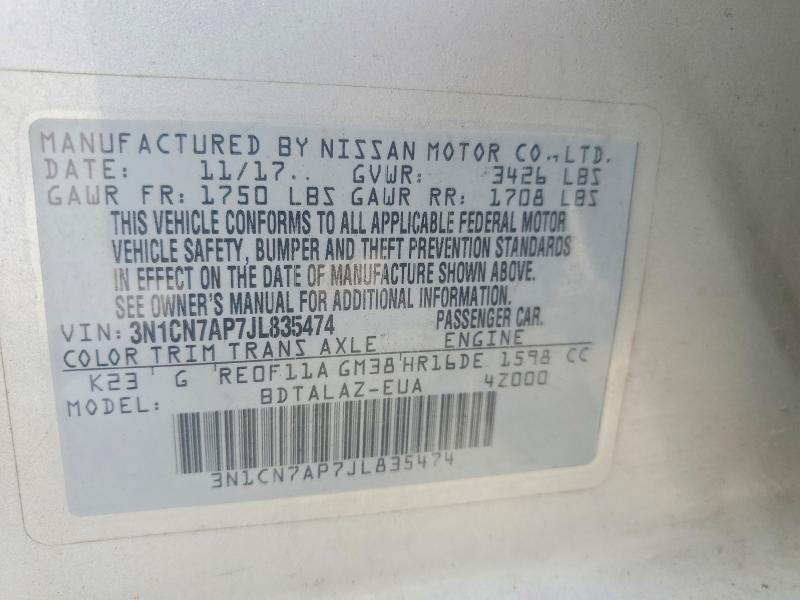 MANUFACTURED BY NISSAN MOTOR CO., LTD.
DATE: 11/17.. GVWR: 3426 LBS
GAWR FR: 1750 LBS GAWR RR: 1708 LBS
THIS VEHICLE CONFORMS TO ALL APPLICABLE FEDERAL MOTOR
VEHICLE SAFETY, BUMPER AND THEFT PREVENTION STANDARDS
IN EFFECT ON THE DATE OF MANUFACTURE SHOWN ABOVE.
SEE OWNER'S MANUAL FOR ADDITIONAL INFORMATION.
VIN: 3N1CN7AP7JL835474 PASSENGER CAR.
COLOR TRIM TRANS AXLE ENGINE
K23 G RE0F11A GM38 HR16DE 1598 CC
MODEL: BDTALAZ-EUA 4Z000
3N1CN7AP7JL835474